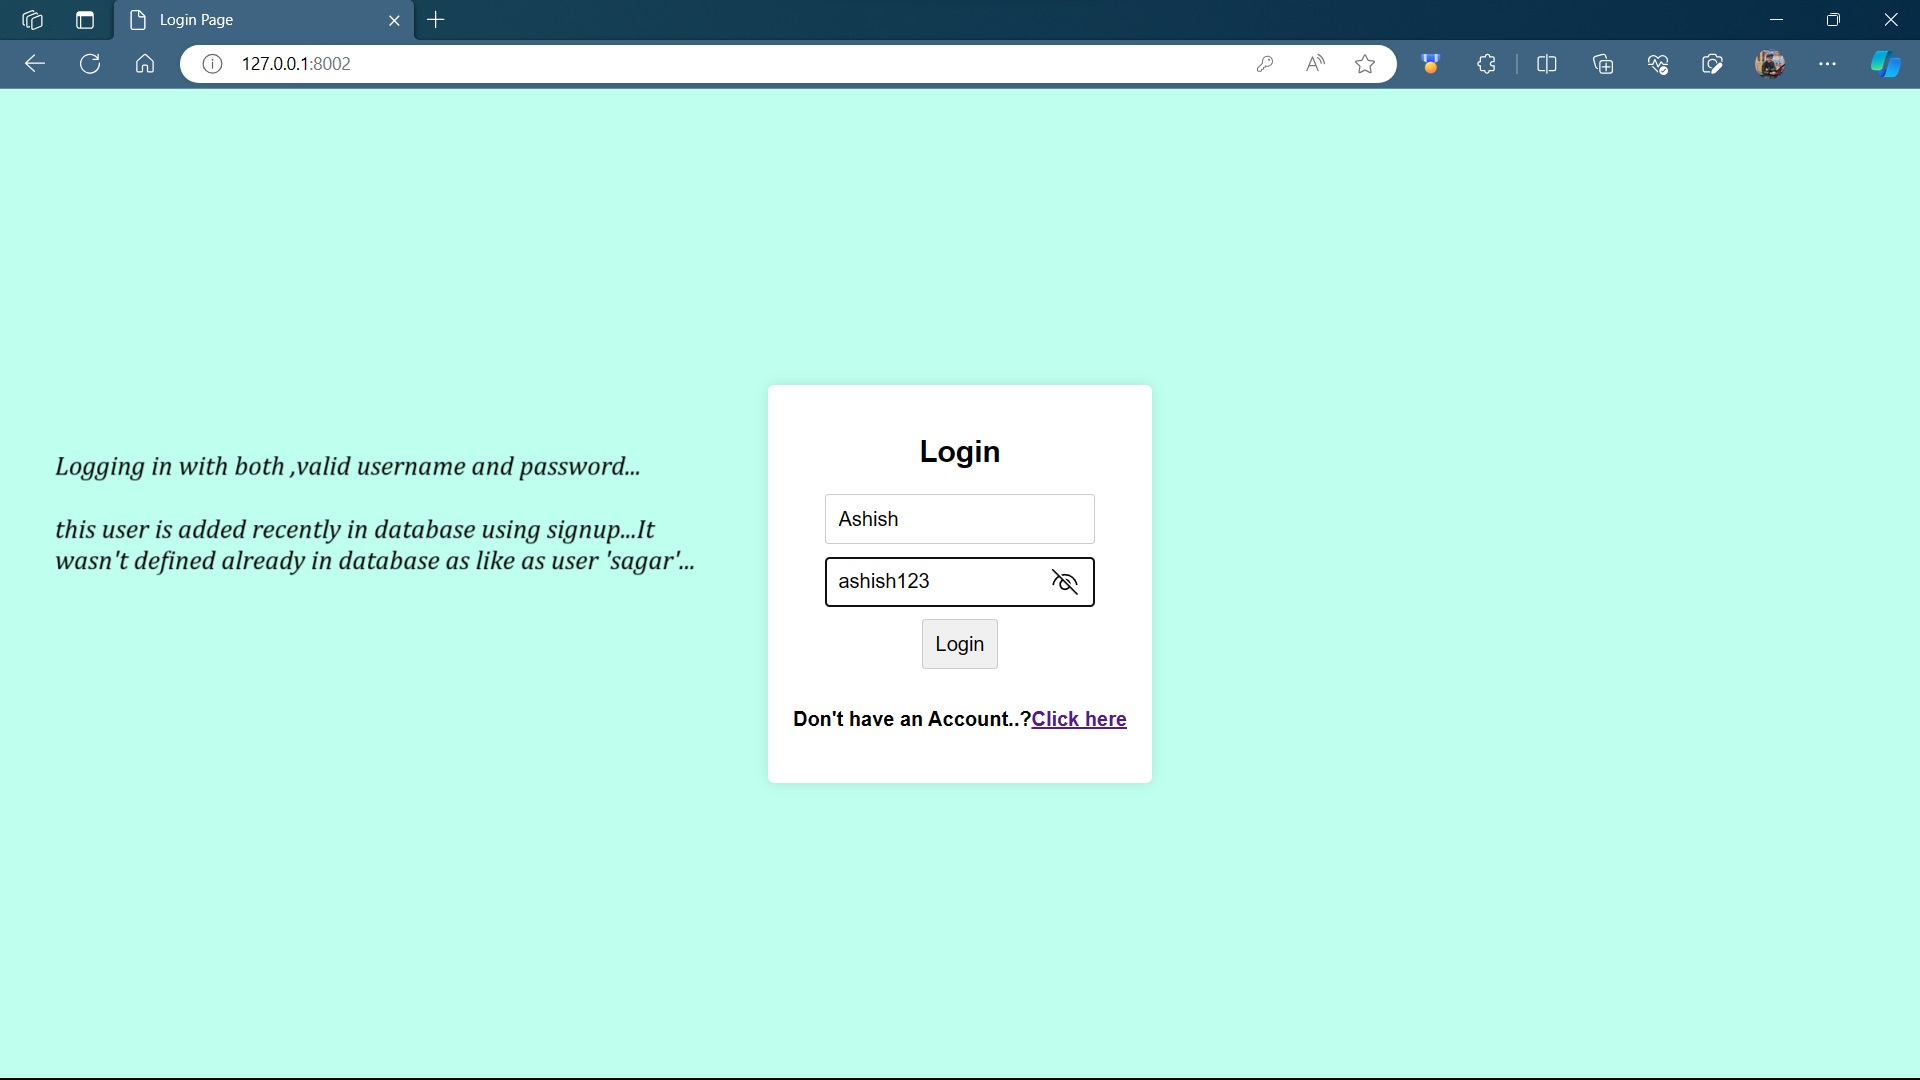 Login Page
127.0.0.1:8002
Login
Logging in with both ,valid username and password...
Ashish
this user is added recently in database using signup...It
wasn't defined already in database as like as user 'sagar'...
ashish123
Login
Don't have an Account..?Click here